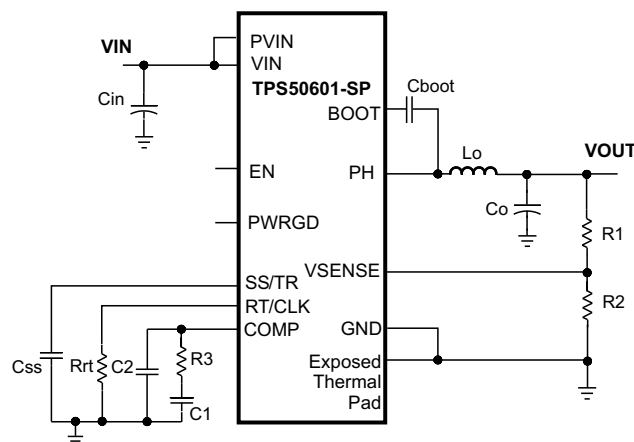 VIN
PVIN
VIN
TPS50601-SP
Cboot
BOOT
Cin
Lo
VOUT
EN
PH
Co
R1
PWRGD
VSENSE
SS/TR
RT/CLK
R2
COMP
GND
Css
Rrt
C2
R3
C1
Exposed
Thermal
Pad